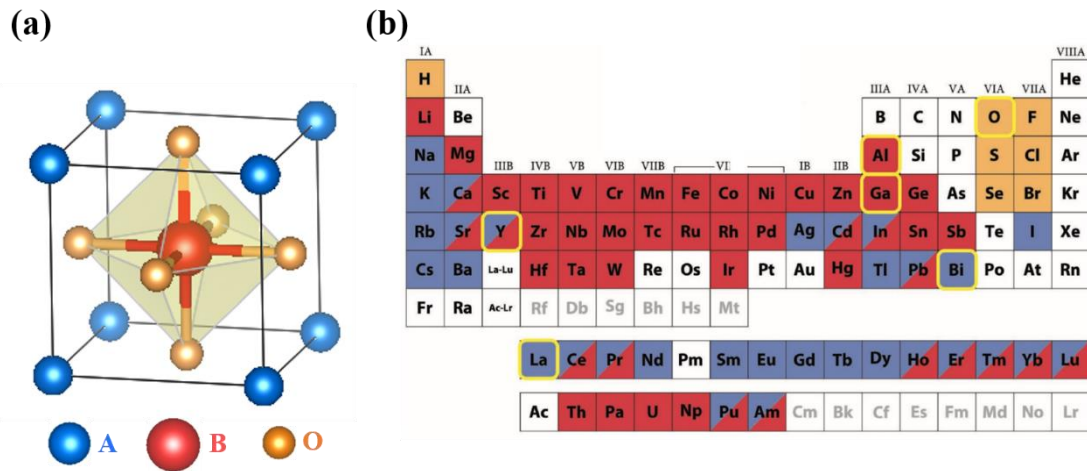 (a)
(b)
A B O
IA VIIIA
H IIA IIIA IVA VA VIA VIIA He
Li Be B C N O F Ne
Na Mg IIIB IVB VB VIB VIIB VII IB IIB Al Si P S Cl Ar
K Ca Sc Ti V Cr Mn Fe Co Ni Cu Zn Ga Ge As Se Br Kr
Rb Sr Y Zr Nb Mo Tc Ru Rh Pd Ag Cd In Sn Sb Te I Xe
Cs Ba La-Lu Hf Ta W Re Os Ir Pt Au Hg Tl Pb Bi Po At Rn
Fr Ra Ac-Lr Rf Db Sg Bh Hs Mt
La Ce Pr Nd Pm Sm Eu Gd Tb Dy Ho Er Tm Yb Lu
Ac Th Pa U Np Pu Am Cm Bk Cf Es Fm Md No Lr